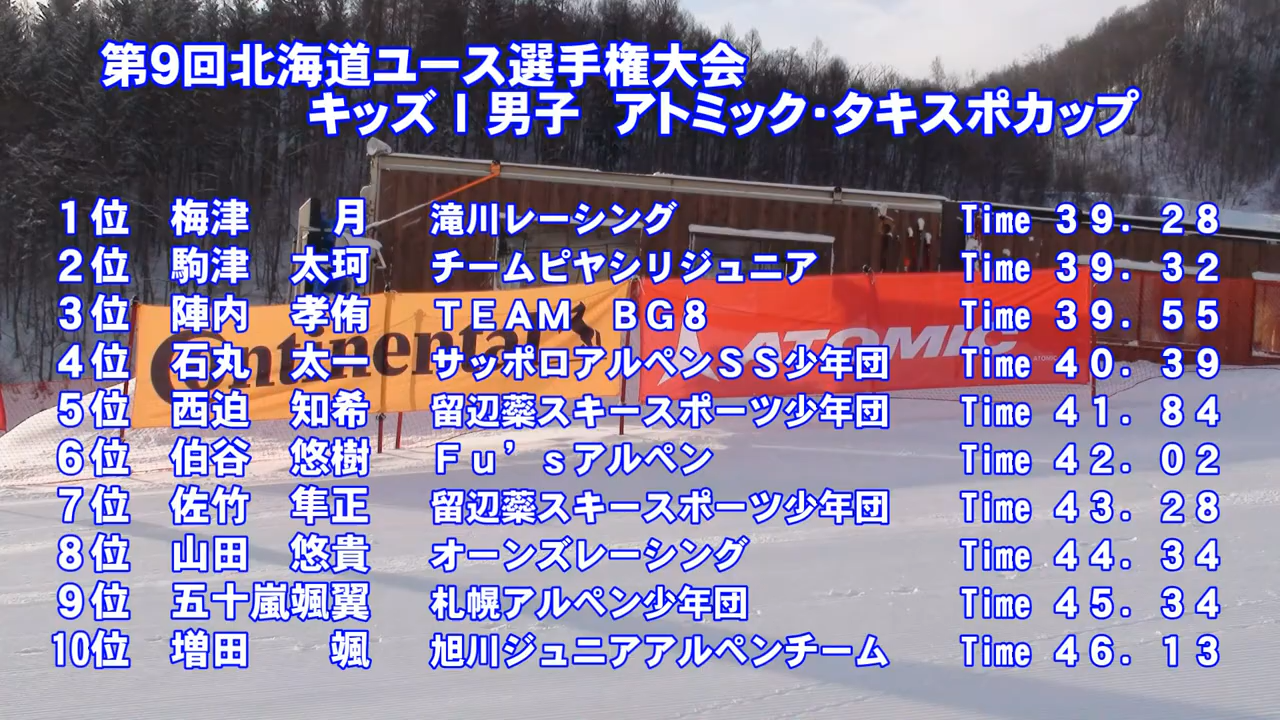 第9回北海道ユース選手権大会
キッズⅠ男子　アトミック・タキスポカップ
１位　梅津　　月　滝川レーシング　Time ３９．２８
２位　駒津　太珂　チームピヤシリジュニア　Time ３９．３２
３位　陣内　孝侑　ＴＥＡＭ　ＢＧ８　Time ３９．５５
４位　石丸　太一　サッポロアルペンＳＳ少年団　Time ４０．３９
５位　西迫　知希　留辺蘂スキースポーツ少年団　Time ４１．８４
６位　伯谷　悠樹　Ｆｕ’ｓアルペン　Time ４２．０２
７位　佐竹　隼正　留辺蘂スキースポーツ少年団　Time ４３．２８
８位　山田　悠貴　オーンズレーシング　Time ４４．３４
９位　五十嵐颯翼　札幌アルペン少年団　Time ４５．３４
10位　増田　　颯　旭川ジュニアアルペンチーム　Time ４６．１３
Continental
ATOMIC
ATOMIC